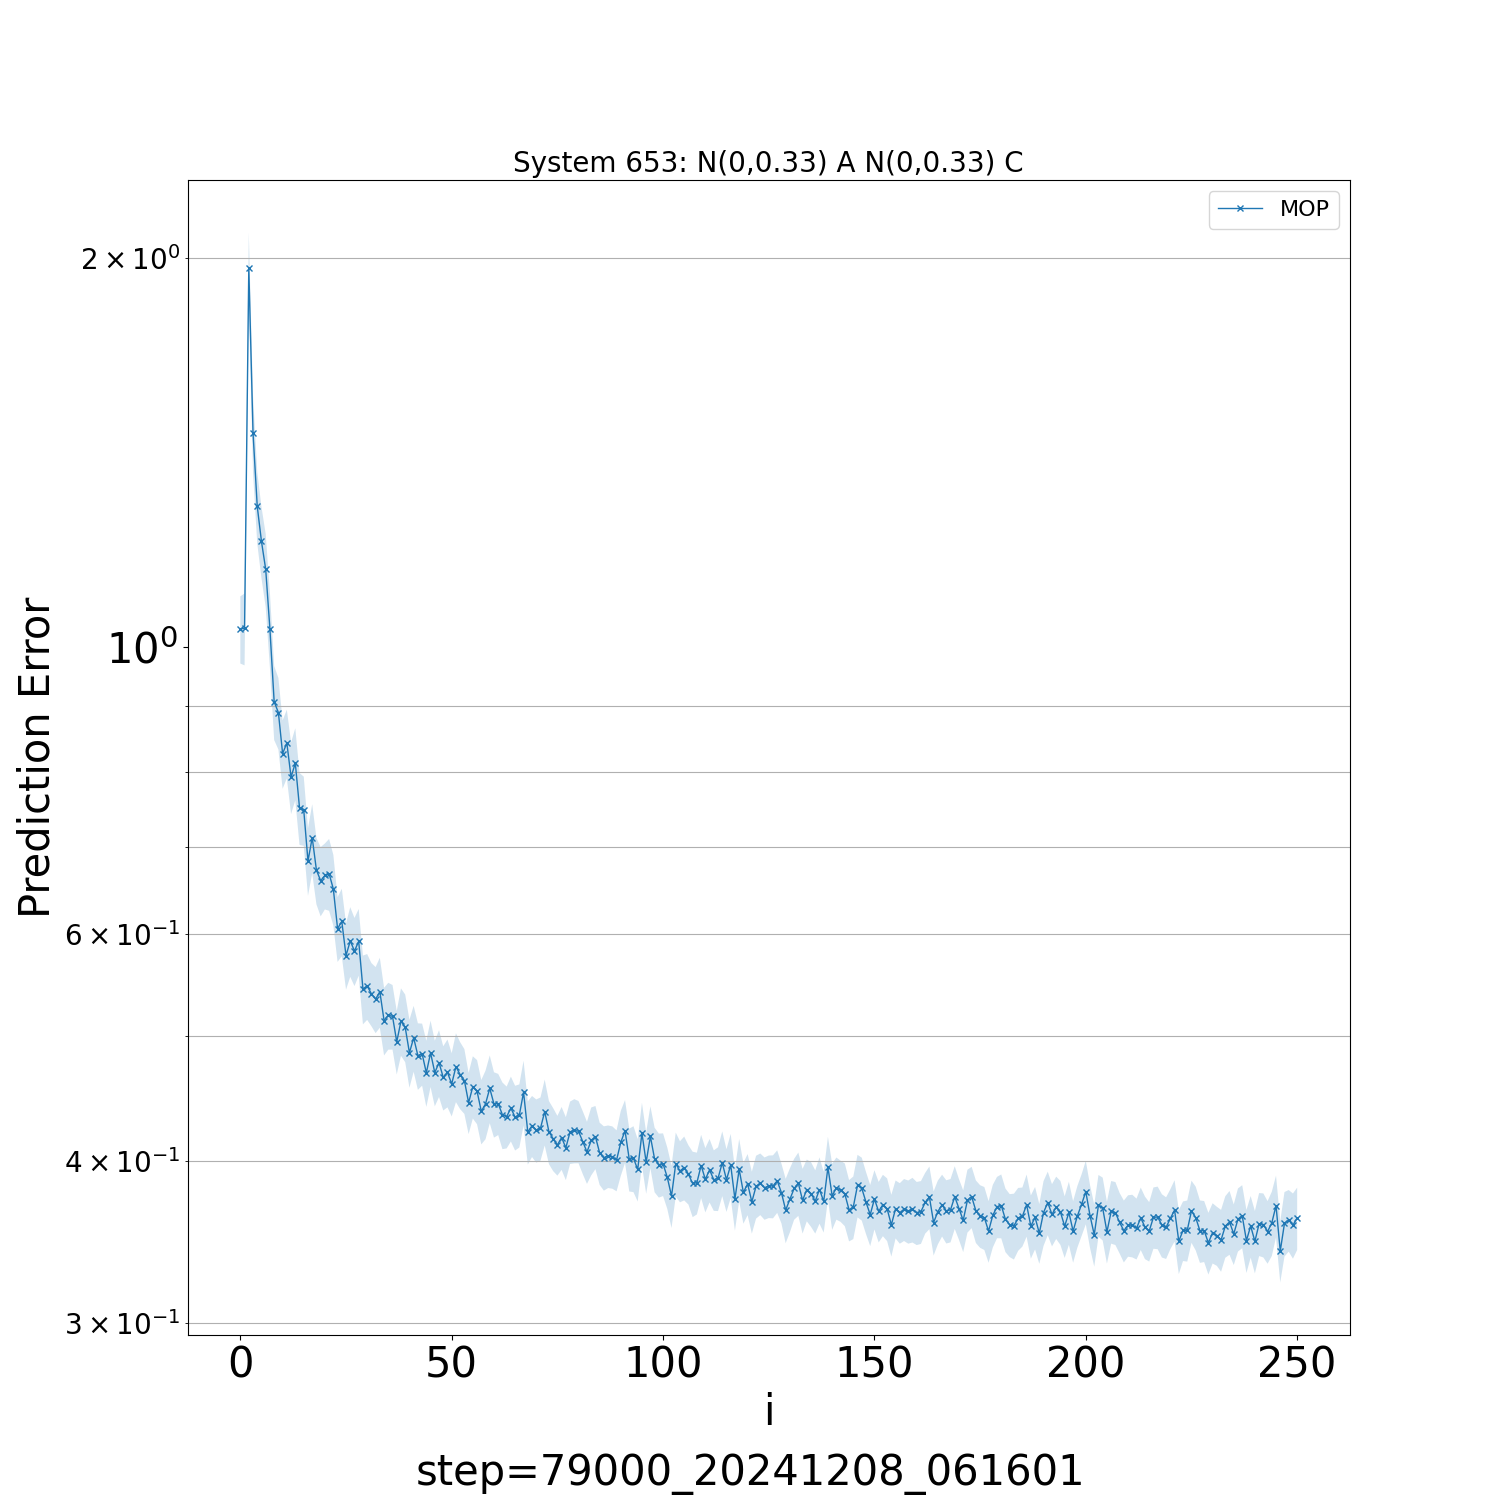 System 653: N(0,0.33) A N(0,0.33) C
MOP
Prediction Error
2 × 10⁰
10⁰
6 × 10⁻¹
4 × 10⁻¹
3 × 10⁻¹
0 50 100 150 200 250
i
step=79000_20241208_061601